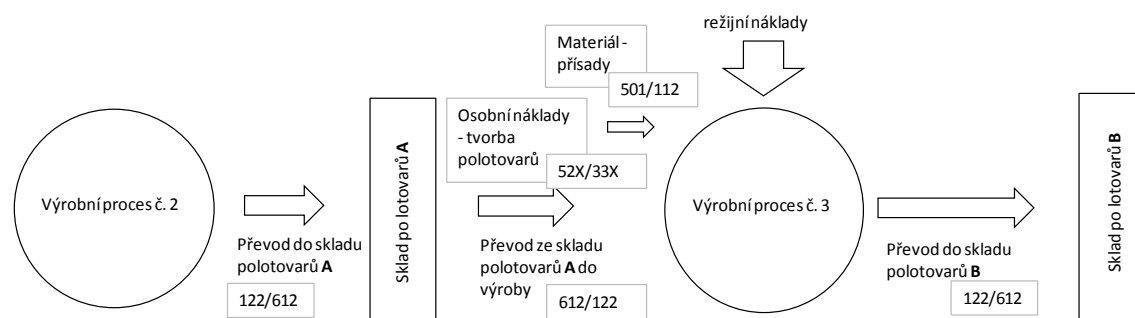 Výrobní proces č. 2
Převod do skladu
polotovarů A
122/612
Sklad po lotovarů A
Osobní náklady
- tvorba
polotovarů
52X/33X
Materiál -
přísady
501/112
Převod ze skladu
polotovarů A do
výroby
612/122
režijní náklady
Výrobní proces č. 3
Převod do skladu
polotovarů B
122/612
Sklad po lotovarů B